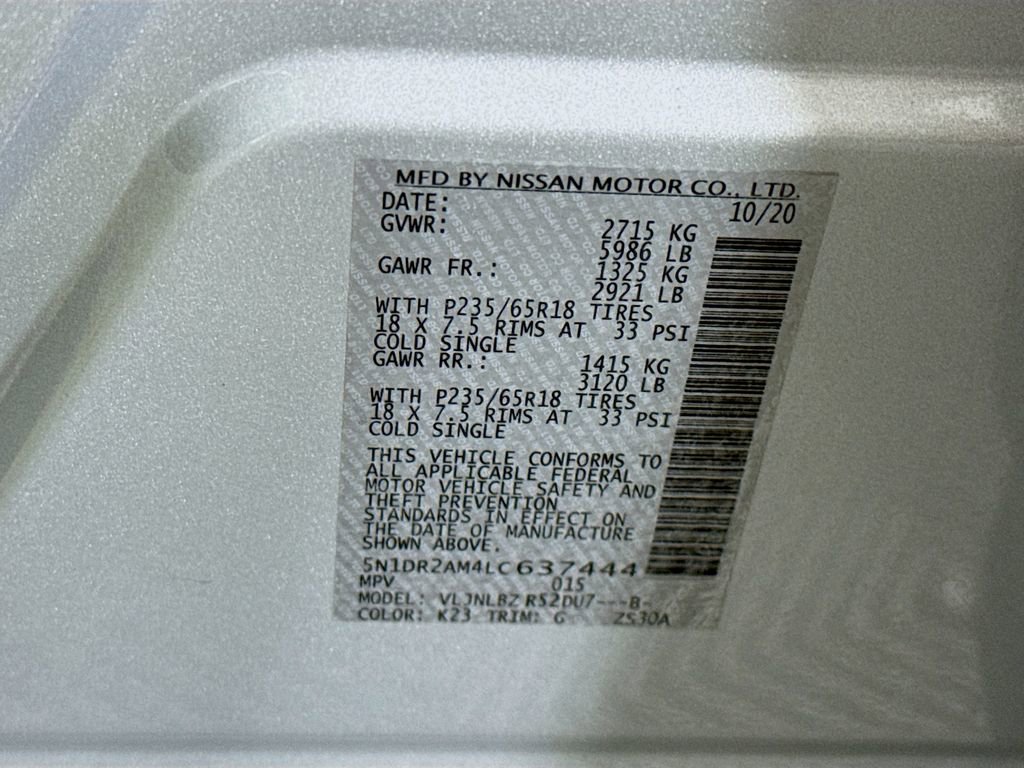 MFD BY NISSAN MOTOR CO., LTD.
DATE: 10/20
GVWR: 2715 KG
5986 LB
GAWR FR.: 1325 KG
2921 LB
WITH P235/65R18 TIRES
18 X 7.5 RIMS AT 33 PSI
COLD SINGLE
GAWR RR.: 1415 KG
3120 LB
WITH P235/65R18 TIRES
18 X 7.5 RIMS AT 33 PSI
COLD SINGLE
THIS VEHICLE CONFORMS TO
ALL APPLICABLE FEDERAL
MOTOR VEHICLE SAFETY AND
THEFT PREVENTION
STANDARDS IN EFFECT ON
THE DATE OF MANUFACTURE
SHOWN ABOVE.
5N1DR2AM4LC637444
MPV 015
MODEL: VLJNLBZ R52DU7---B-
COLOR: K23 TRIM: G ZS30A